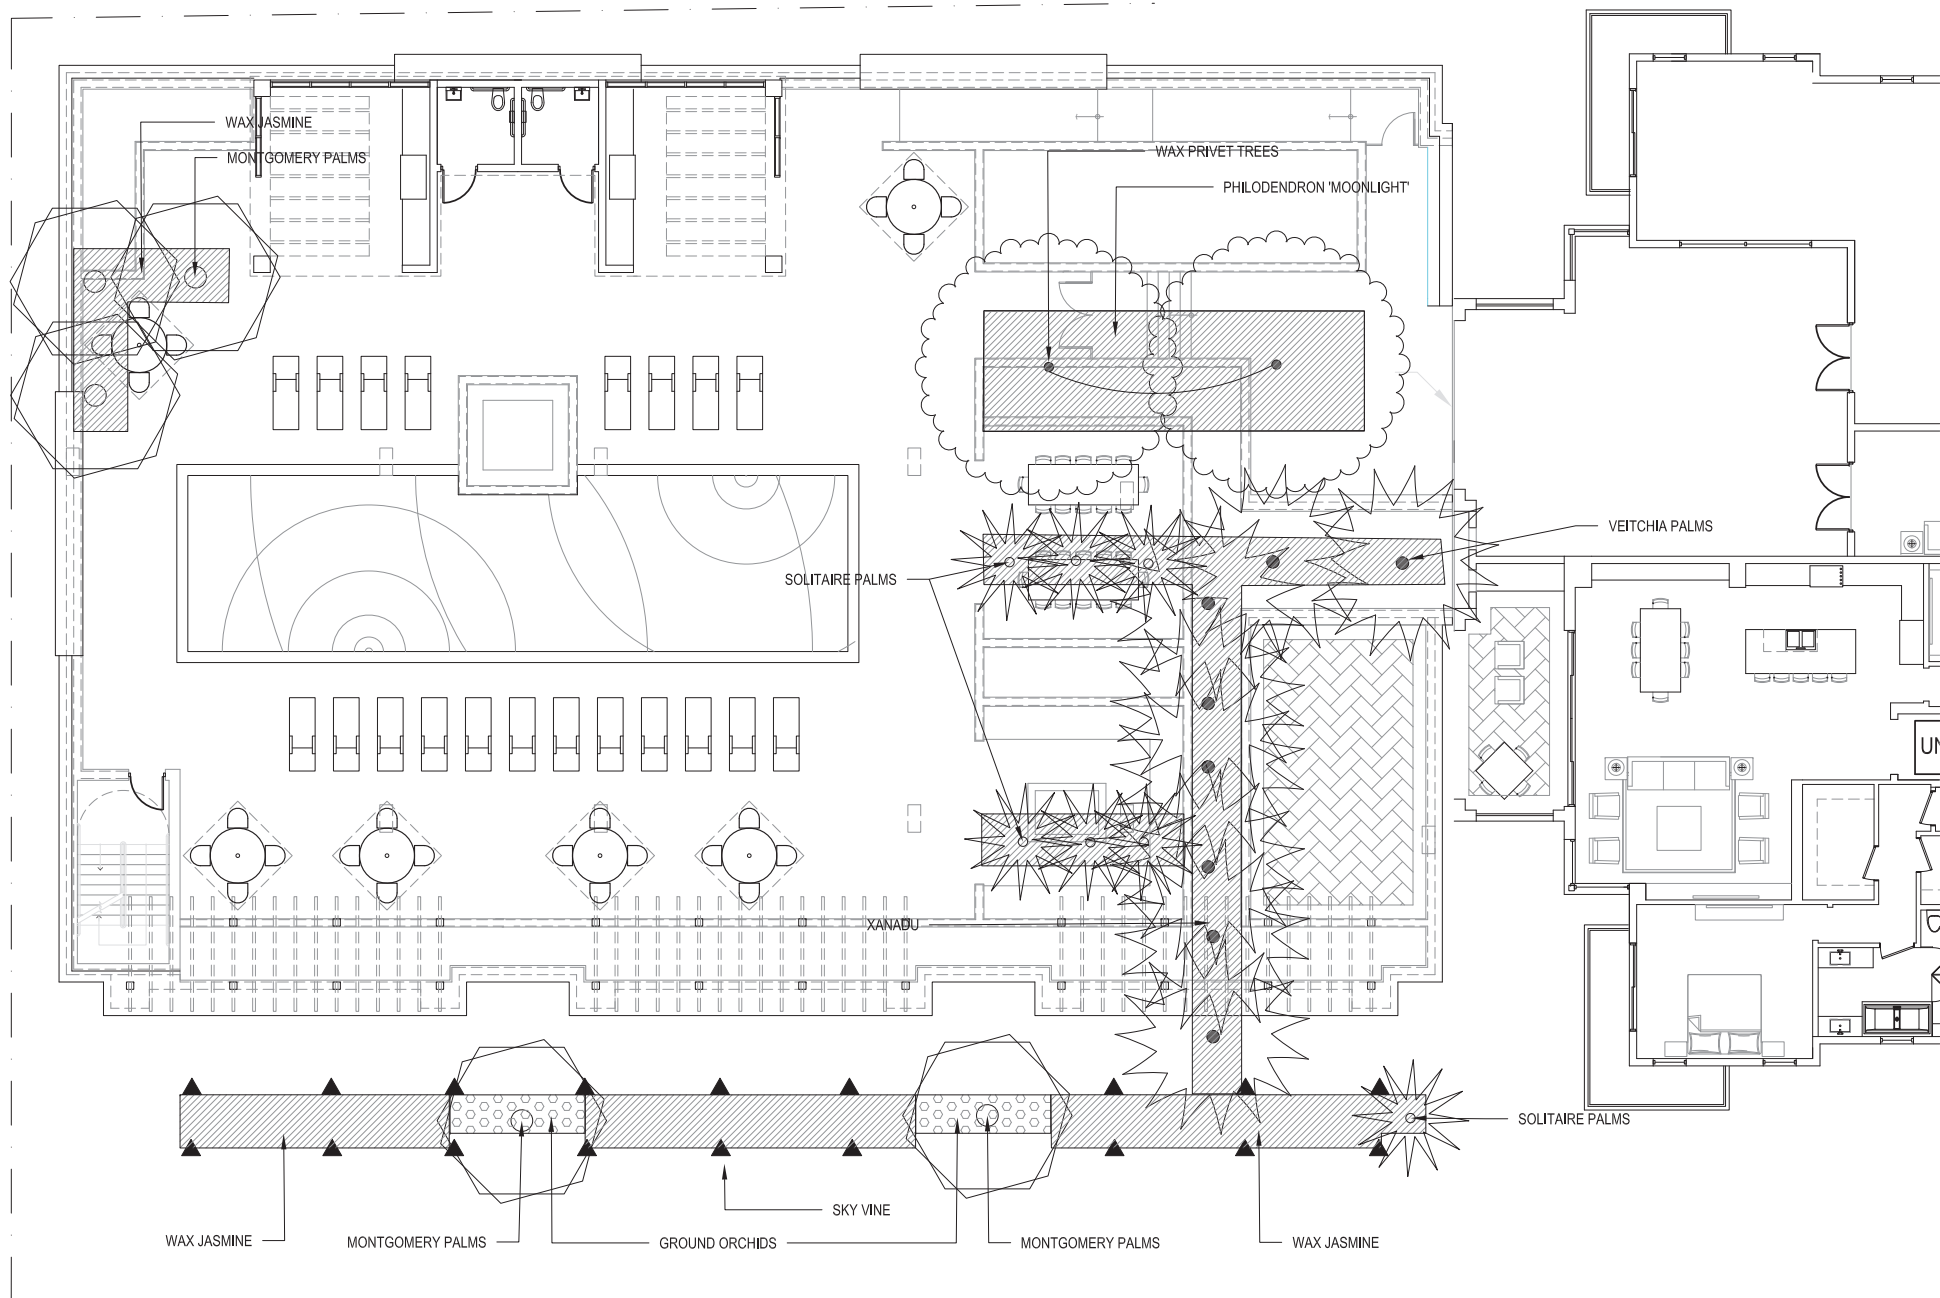 WAX JASMINE
MONTGOMERY PALMS
WAX PRIVET TREES
PHILODENDRON 'MOONLIGHT'
VEITCHIA PALMS
SOLITAIRE PALMS
UN
XANADU
SOLITAIRE PALMS
SKY VINE
WAX JASMINE
MONTGOMERY PALMS
GROUND ORCHIDS
MONTGOMERY PALMS
WAX JASMINE